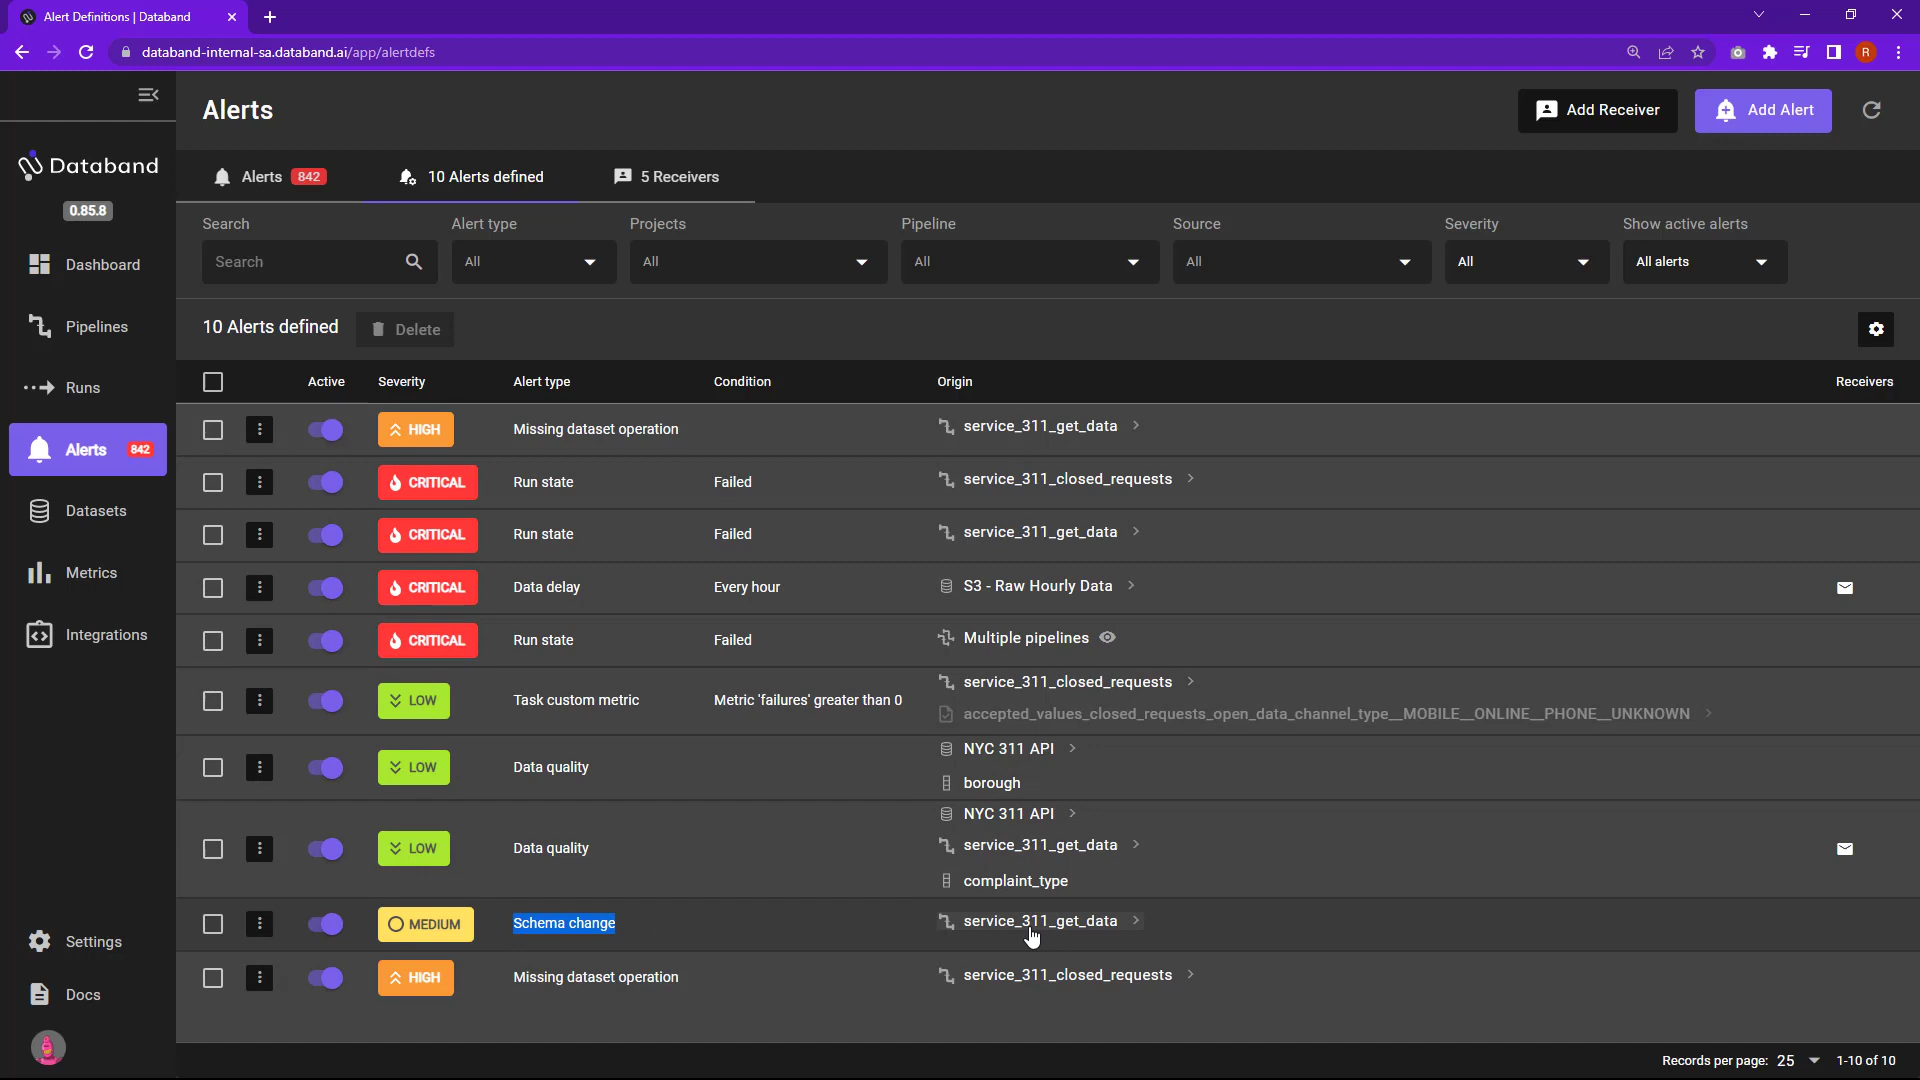 Alert Definitions | Databand
databand-internal-sa.databand.ai/app/alertdefs
R
Databand
0.85.8
Dashboard
Pipelines
Runs
Alerts 842
Datasets
Metrics
Integrations
Settings
Docs
Alerts
Add Receiver
Add Alert
Alerts 842
10 Alerts defined
5 Receivers
Search
Alert type
Projects
Pipeline
Source
Severity
Show active alerts
Search
All
All
All
All
All
All alerts
10 Alerts defined
Delete
Active Severity Alert type Condition Origin Receivers
HIGH Missing dataset operation service_311_get_data
CRITICAL Run state Failed service_311_closed_requests
CRITICAL Run state Failed service_311_get_data
CRITICAL Data delay Every hour S3 - Raw Hourly Data
CRITICAL Run state Failed Multiple pipelines
LOW Task custom metric Metric 'failures' greater than 0 service_311_closed_requests
accepted_values_closed_requests_open_data_channel_type__MOBILE__ONLINE__PHONE__UNKNOWN
LOW Data quality NYC 311 API
borough
LOW Data quality NYC 311 API
service_311_get_data
complaint_type
MEDIUM Schema change service_311_get_data
HIGH Missing dataset operation service_311_closed_requests
Records per page: 25 1-10 of 10